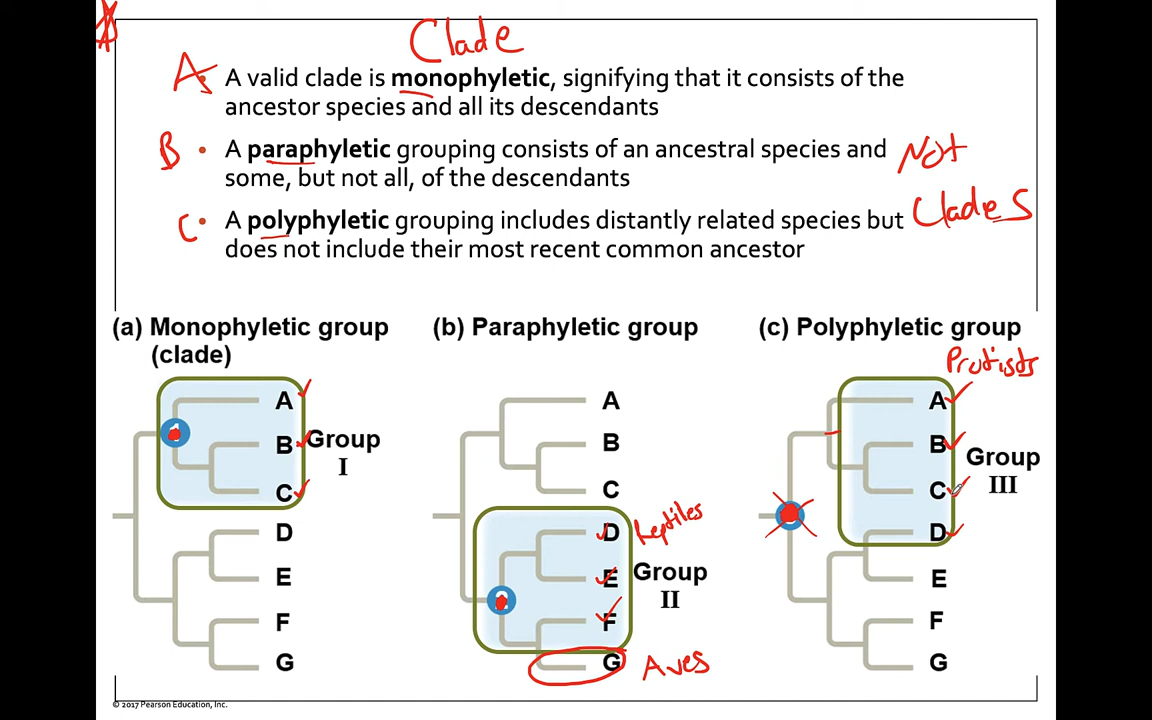 Clade
A • A valid clade is monophyletic, signifying that it consists of the
ancestor species and all its descendants
B • A paraphyletic grouping consists of an ancestral species and Not
some, but not all, of the descendants
C • A polyphyletic grouping includes distantly related species but Clades
does not include their most recent common ancestor
(a) Monophyletic group
(clade)
A
B
C
Group
I
D
E
F
G
(b) Paraphyletic group
A
B
C
D Reptiles
E
F
Group
II
G Aves
(c) Polyphyletic group
Protists
A
B
C
D
Group
III
E
F
G
© 2017 Pearson Education, Inc.